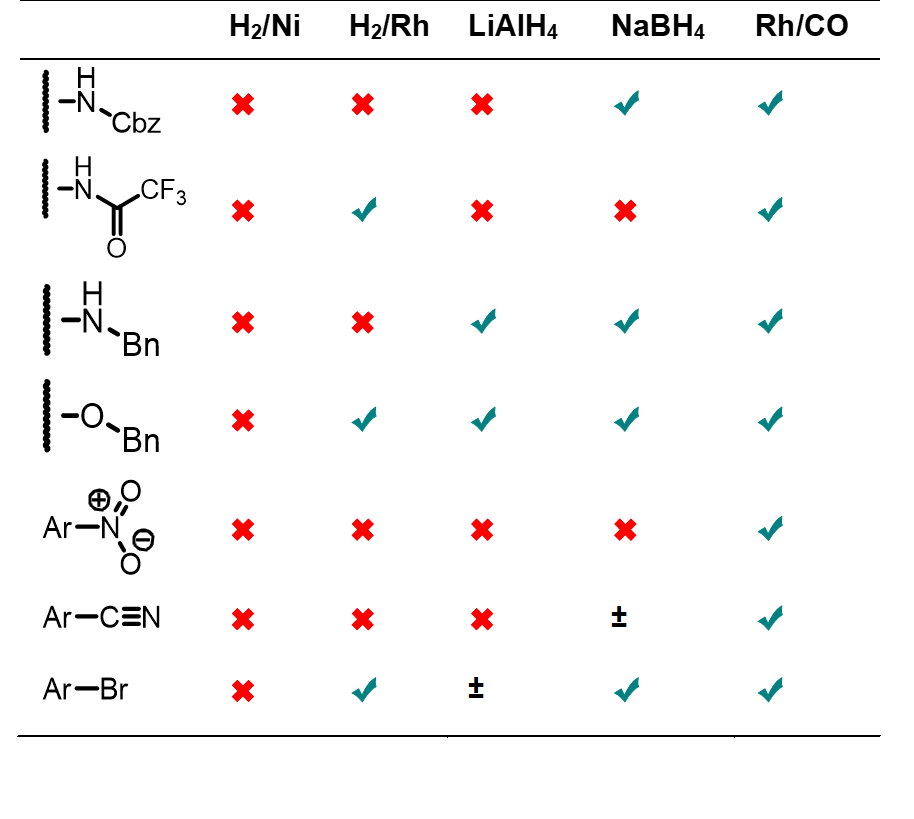 H₂/Ni H₂/Rh LiAlH₄ NaBH₄ Rh/CO
H
N
Cbz ✖ ✖ ✖ ✔ ✔
H
N CF₃
O ✖ ✔ ✖ ✖ ✔
H
N
Bn ✖ ✖ ✔ ✔ ✔
O
Bn ✖ ✔ ✔ ✔ ✔
⊕ O
Ar–N ⊖
O ✖ ✖ ✖ ✖ ✔
Ar–C≡N ✖ ✖ ✖ ± ✔
Ar–Br ✖ ✔ ± ✔ ✔